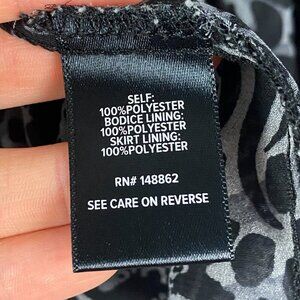 SELF:
100%POLYESTER
BODICE LINING:
100%POLYESTER
SKIRT LINING:
100%POLYESTER
RN# 148862
SEE CARE ON REVERSE